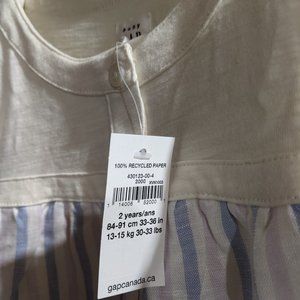 100% RECYCLED PAPER
430123-00-4
2000
2 years/ans
84-91 cm 33-36 in
13-15 kg 30-33 lbs
gapcanada.ca